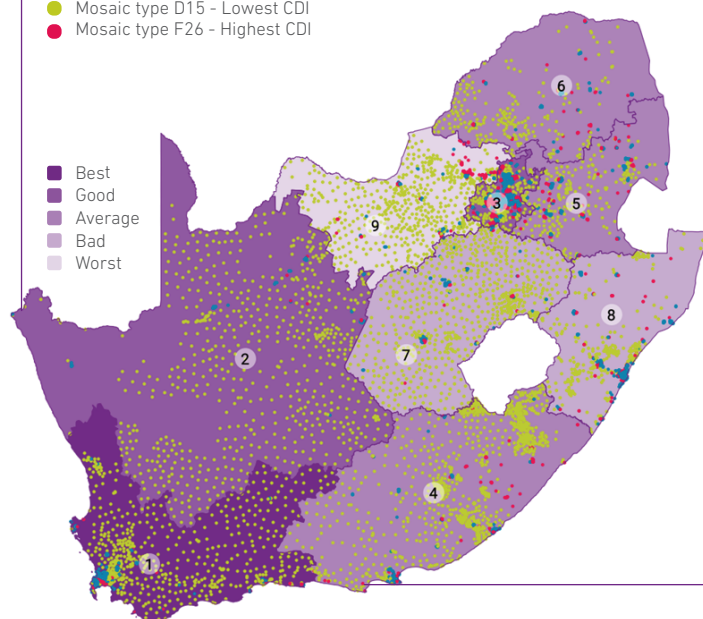 Mosaic type D15 - Lowest CDI
Mosaic type F26 - Highest CDI
6
Best
Good
Average
Bad
Worst
3
5
9
8
2
7
4
1